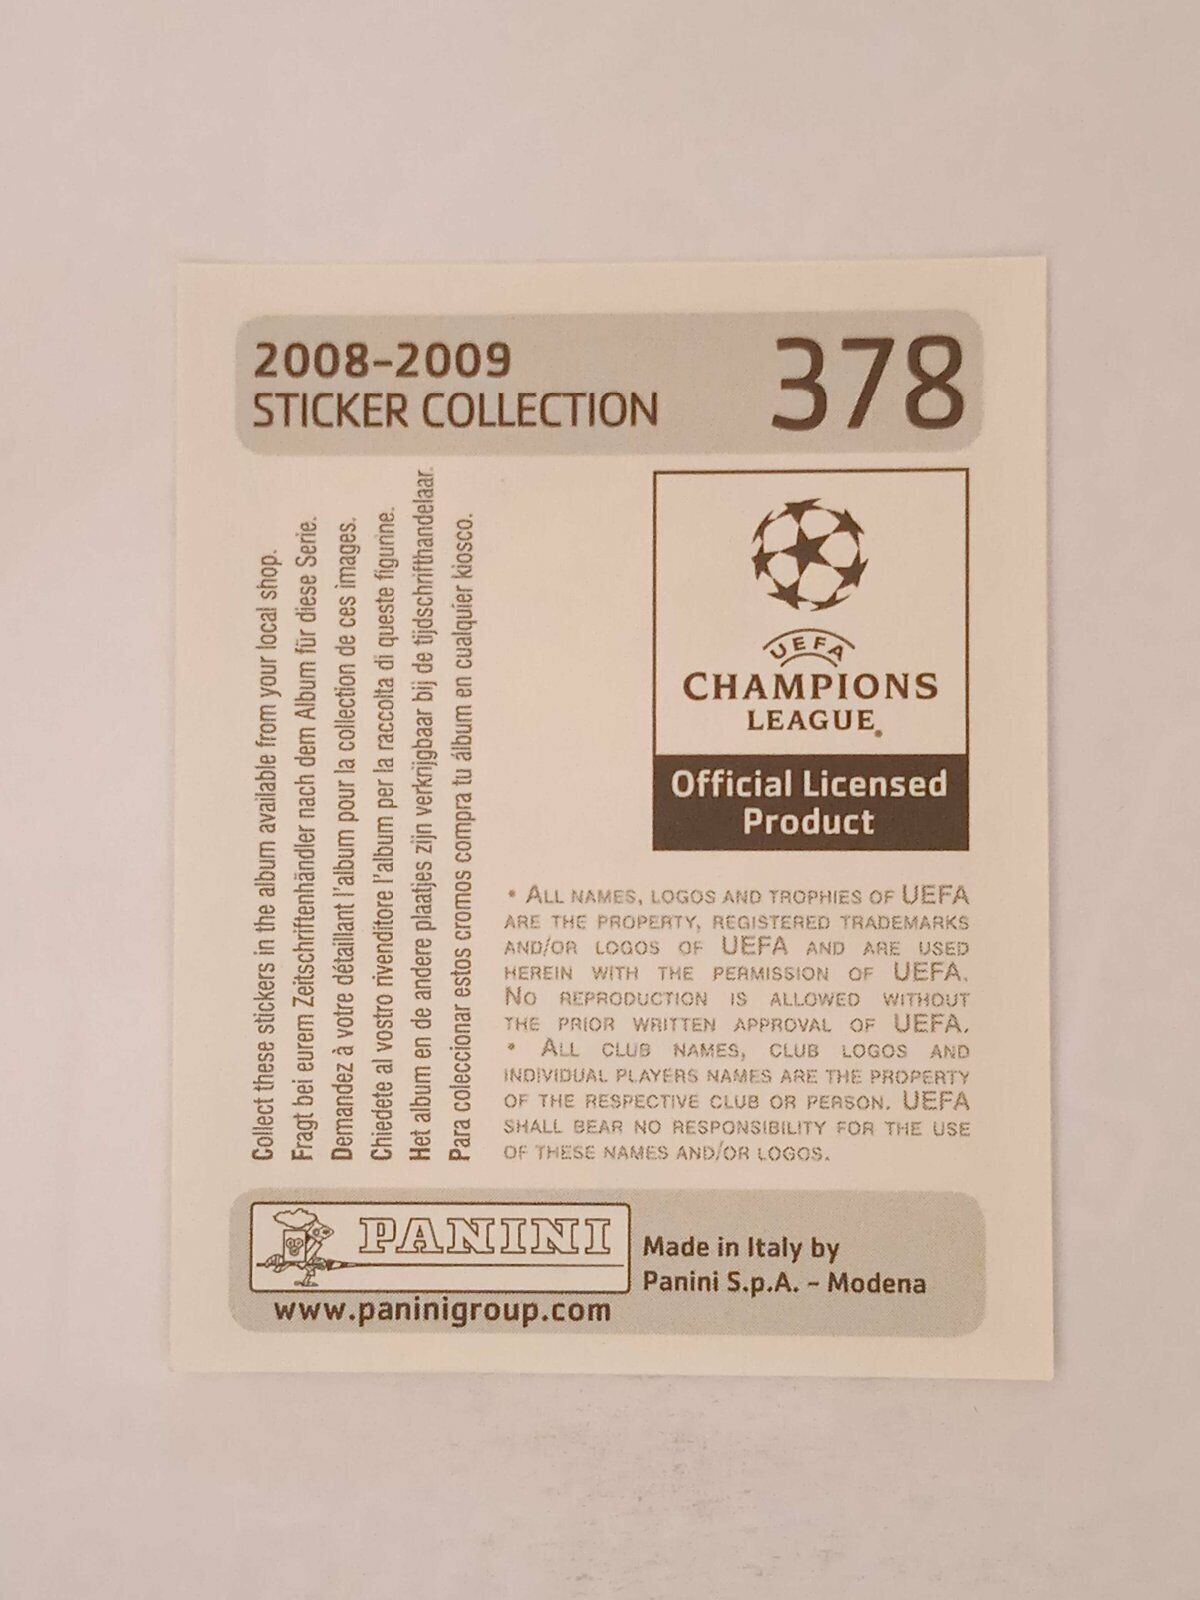 2008-2009
STICKER COLLECTION
378
Collect these stickers in the album available from your local shop.
Fragt bei eurem Zeitschriftenhändler nach dem Album für diese Serie.
Demandez à votre détaillant l'album pour la collection de ces images.
Chiedete al vostro rivenditore l'album per la raccolta di queste figurine.
Het album en de andere plaatjes zijn verkrijgbaar bij de tijdschrifthandelaar.
Para coleccionar estos cromos compra tu álbum en cualquier kiosco.
UEFA
CHAMPIONS
LEAGUE®
Official Licensed
Product
• ALL NAMES, LOGOS AND TROPHIES OF UEFA
ARE THE PROPERTY, REGISTERED TRADEMARKS
AND/OR LOGOS OF UEFA AND ARE USED
HEREIN WITH THE PERMISSION OF UEFA.
NO REPRODUCTION IS ALLOWED WITHOUT
THE PRIOR WRITTEN APPROVAL OF UEFA.
• ALL CLUB NAMES, CLUB LOGOS AND
INDIVIDUAL PLAYERS NAMES ARE THE PROPERTY
OF THE RESPECTIVE CLUB OR PERSON. UEFA
SHALL BEAR NO RESPONSIBILITY FOR THE USE
OF THESE NAMES AND/OR LOGOS.
PANINI
www.paninigroup.com
Made in Italy by
Panini S.p.A. - Modena